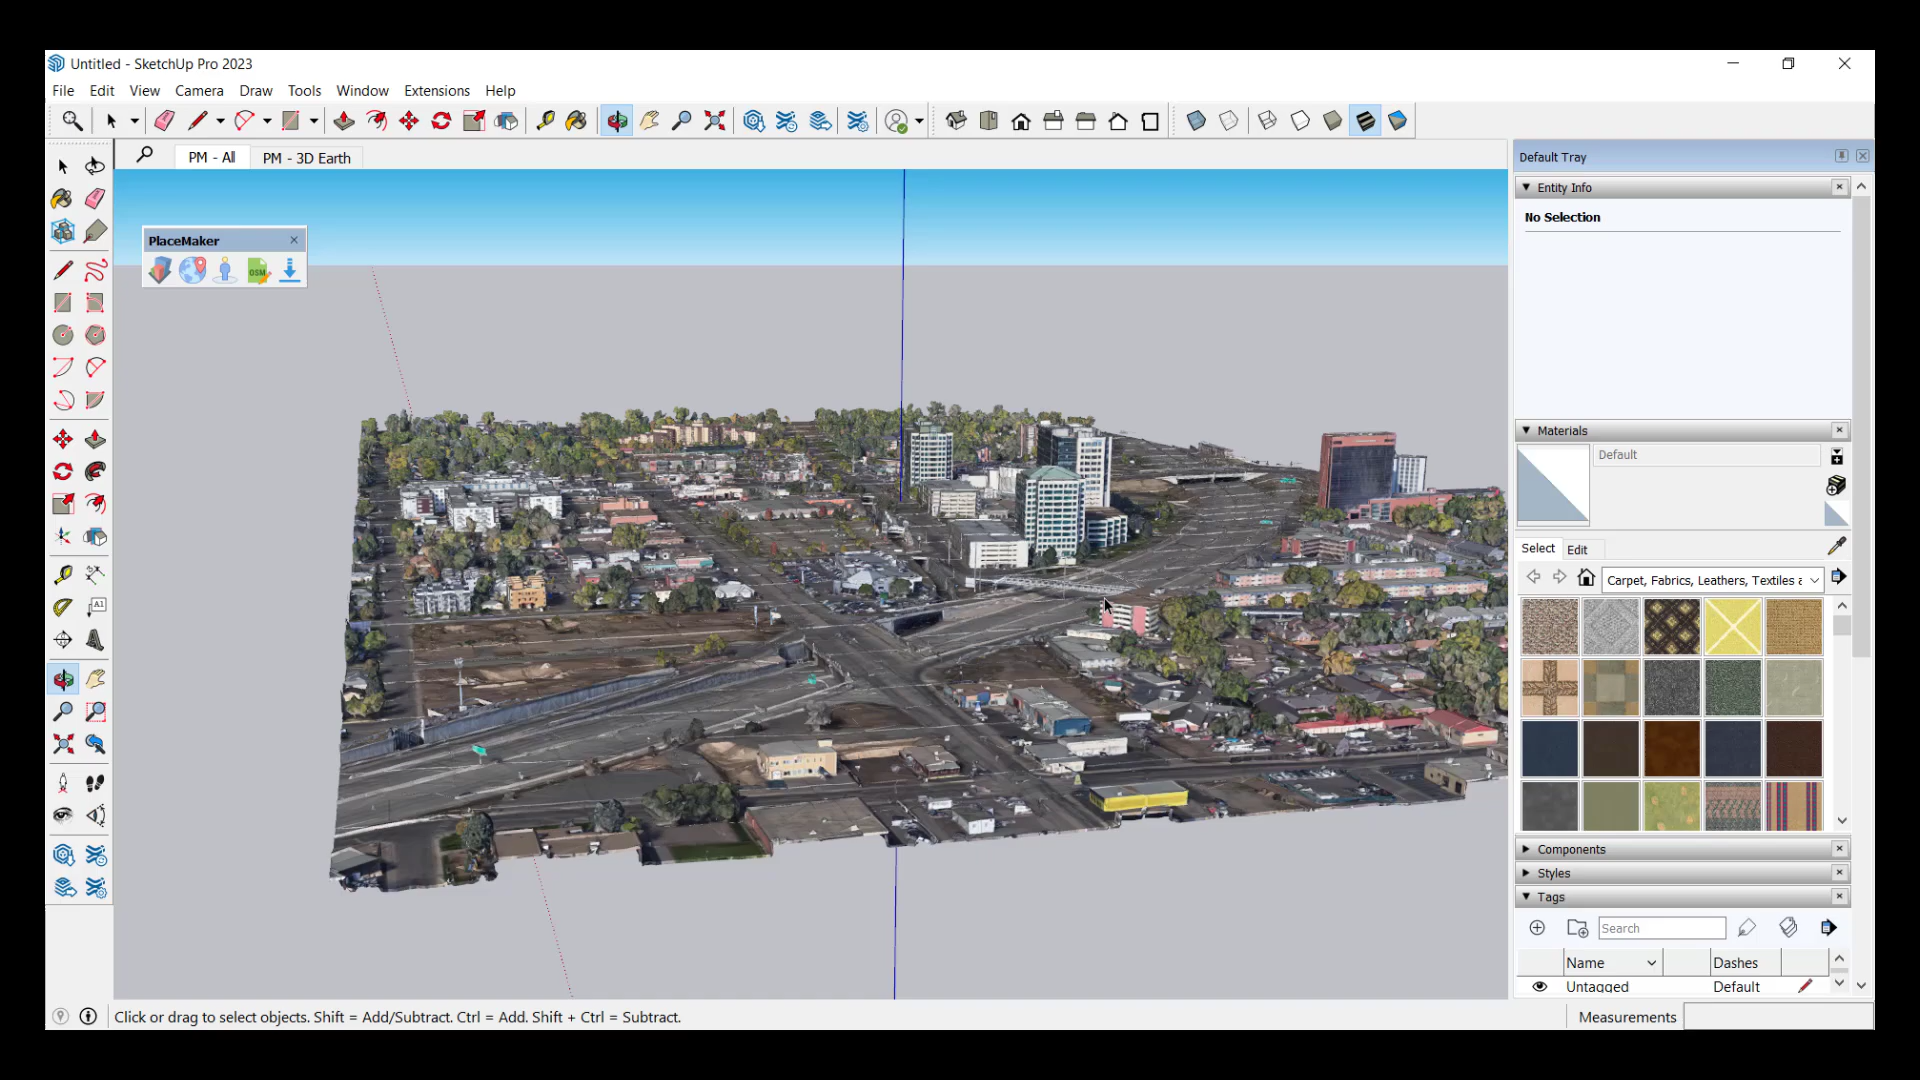 Untitled - SketchUp Pro 2023
File Edit View Camera Draw Tools Window Extensions Help
PM - All PM - 3D Earth
PlaceMaker
OSM
A1
Default Tray
Entity Info
No Selection
Materials
Default
Select Edit
Carpet, Fabrics, Leathers, Textiles a
Components
Styles
Tags
Search
Name Dashes
Untagged Default
Click or drag to select objects. Shift = Add/Subtract. Ctrl = Add. Shift + Ctrl = Subtract.
Measurements